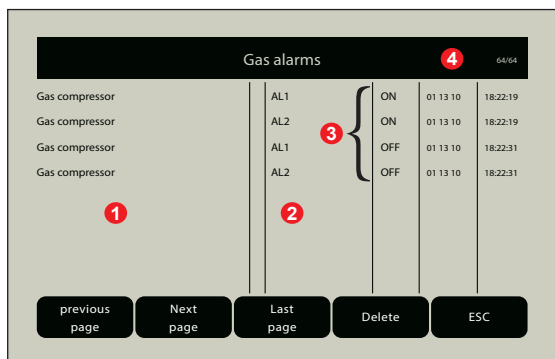 Gas alarms 4 64/64
Gas compressor AL1 ON 01 13 10 18:22:19
Gas compressor AL2 ON 01 13 10 18:22:19
3
Gas compressor AL1 OFF 01 13 10 18:22:31
Gas compressor AL2 OFF 01 13 10 18:22:31
1 2
previous Next Last Delete ESC
page page page